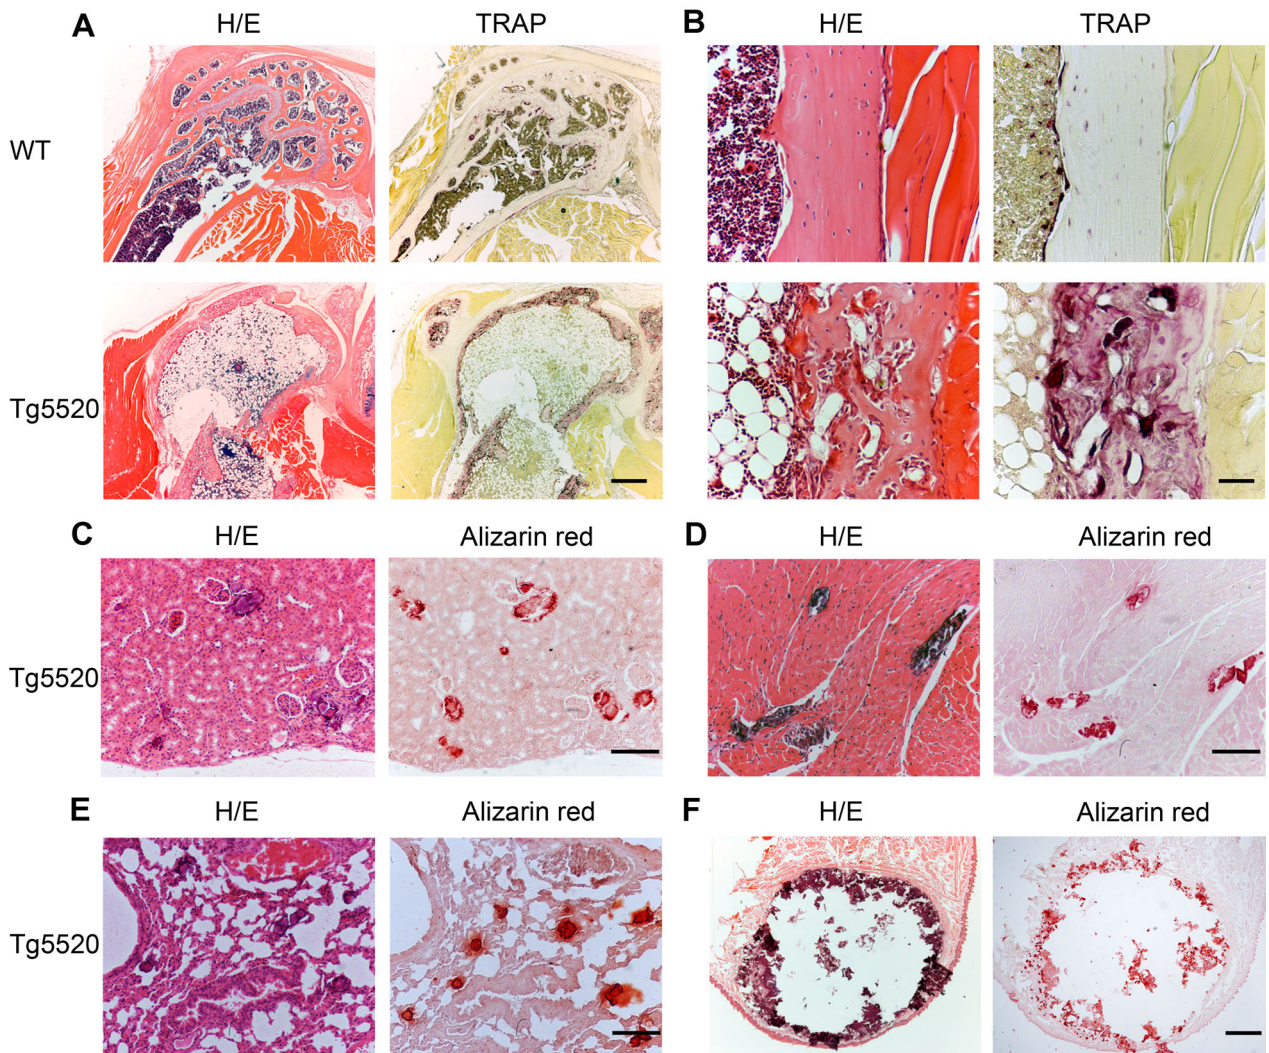 A H/E TRAP B H/E TRAP
WT
Tg5520
C H/E Alizarin red D H/E Alizarin red
Tg5520
E H/E Alizarin red F H/E Alizarin red
Tg5520